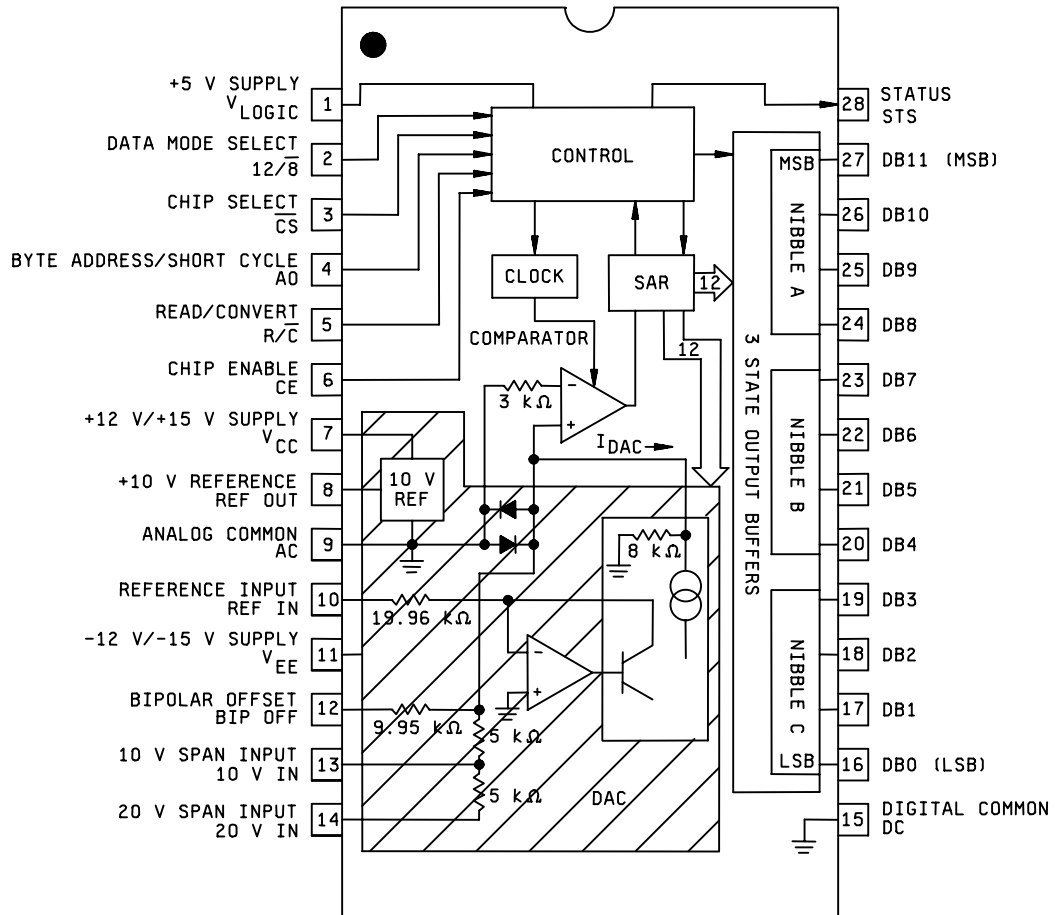 +5 V SUPPLY
VLOGIC
1
DATA MODE SELECT
12/8̅
2
CHIP SELECT
C̅S̅
3
BYTE ADDRESS/SHORT CYCLE
AO
4
READ/CONVERT
R/C̅
5
CHIP ENABLE
CE
6
+12 V/+15 V SUPPLY
VCC
7
+10 V REFERENCE
REF OUT
8
ANALOG COMMON
AC
9
REFERENCE INPUT
REF IN
10
-12 V/-15 V SUPPLY
VEE
11
BIPOLAR OFFSET
BIP OFF
12
10 V SPAN INPUT
10 V IN
13
20 V SPAN INPUT
20 V IN
14
CONTROL
CLOCK
SAR
12
COMPARATOR
12
3 kΩ
-
+
IDAC
10 V
REF
8 kΩ
19.96 kΩ
-
+
9.95 kΩ
5 kΩ
5 kΩ
DAC
3 STATE OUTPUT BUFFERS
MSB
NIBBLE A
NIBBLE B
NIBBLE C
LSB
28
STATUS
STS
27
DB11 (MSB)
26
DB10
25
DB9
24
DB8
23
DB7
22
DB6
21
DB5
20
DB4
19
DB3
18
DB2
17
DB1
16
DB0 (LSB)
15
DIGITAL COMMON
DC